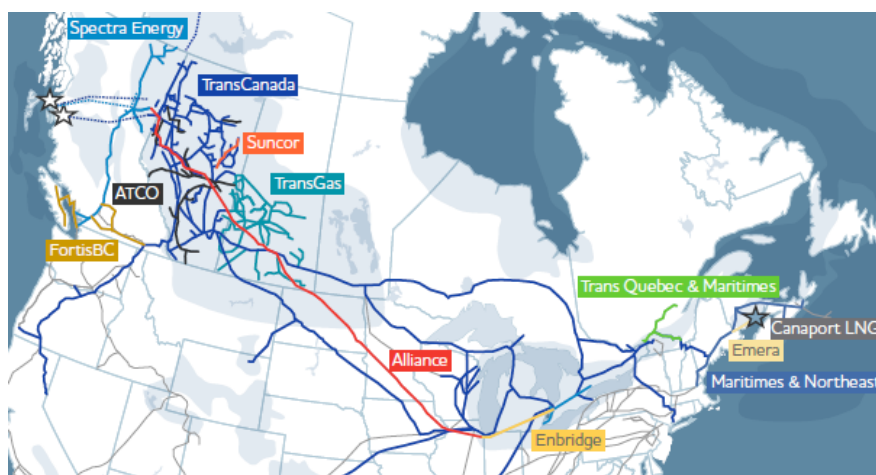 Spectra Energy
TransCanada
Suncor
ATCO
TransGas
FortisBC
Trans Quebec & Maritimes
Canaport LNG
Emera
Alliance
Maritimes & Northeast
Enbridge